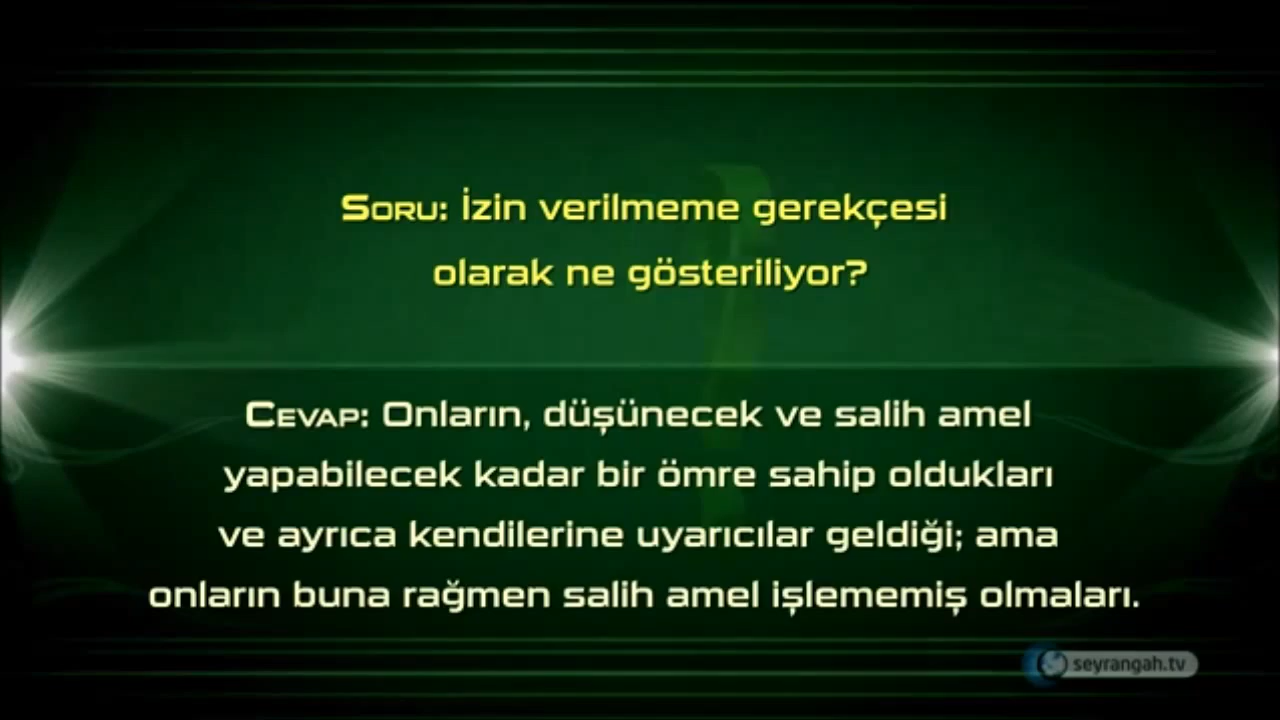 Soru: İzin verilmeme gerekçesi
olarak ne gösteriliyor?
Cevap: Onların, düşünecek ve salih amel
yapabilecek kadar bir ömre sahip oldukları
ve ayrıca kendilerine uyarıcılar geldiği; ama
onların buna rağmen salih amel işlememiş olmaları.
seyrangah.tv